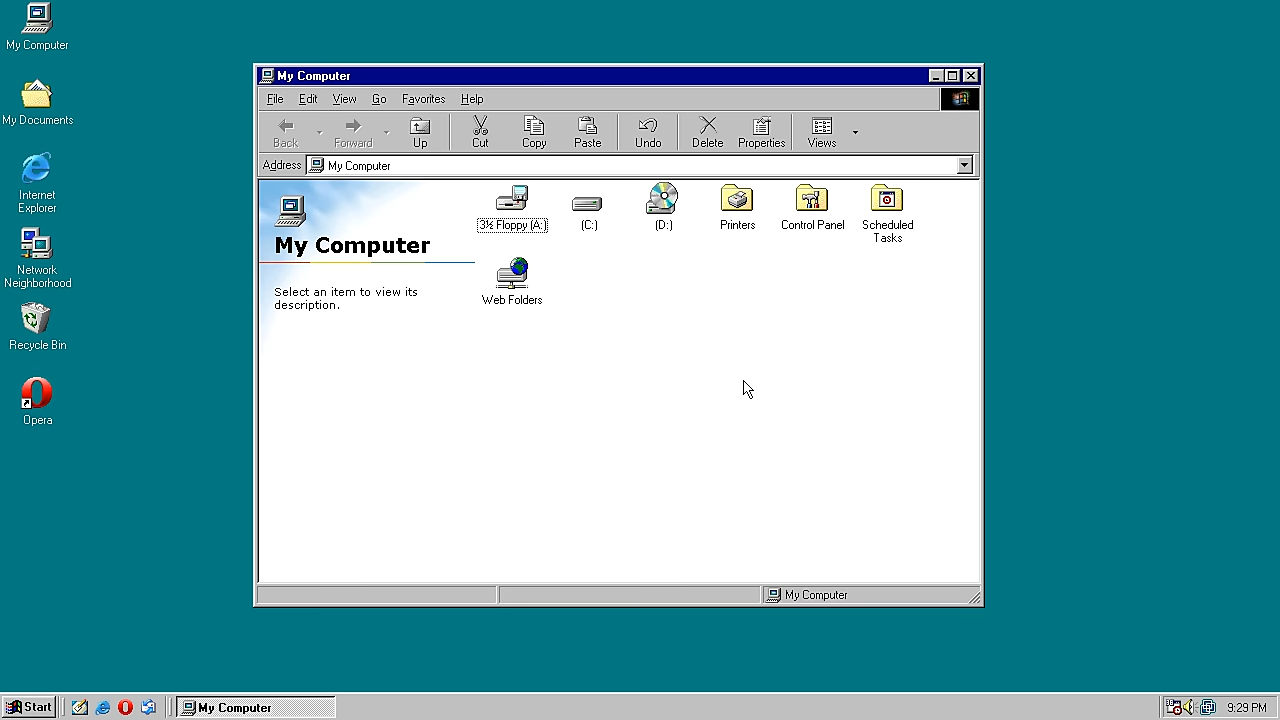 My Computer
My Documents
Internet
Explorer
Network
Neighborhood
Recycle Bin
Opera
My Computer
File Edit View Go Favorites Help
Back Forward Up Cut Copy Paste Undo Delete Properties Views
Address My Computer
My Computer
Select an item to view its
description.
3½ Floppy (A:) (C:) (D:) Printers Control Panel Scheduled
Tasks
Web Folders
My Computer
Start My Computer 9:29 PM